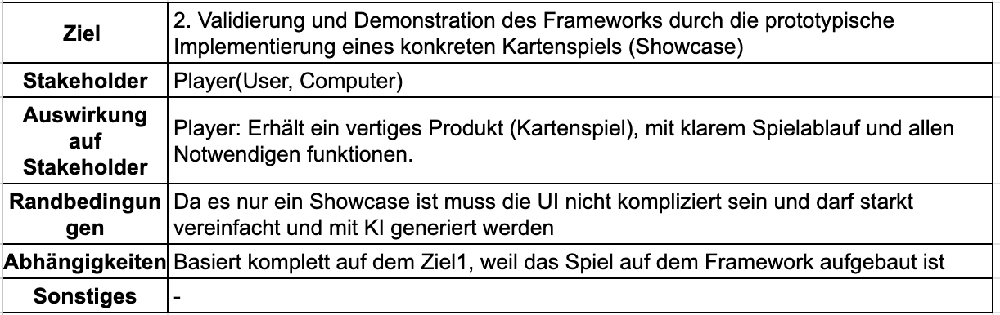 Ziel
2. Validierung und Demonstration des Frameworks durch die prototypische
Implementierung eines konkreten Kartenspiels (Showcase)
Stakeholder
Player(User, Computer)
Auswirkung
auf
Stakeholder
Player: Erhält ein vertiges Produkt (Kartenspiel), mit klarem Spielablauf und allen
Notwendigen funktionen.
Randbedingun
gen
Da es nur ein Showcase ist muss die UI nicht kompliziert sein und darf starkt
vereinfacht und mit KI generiert werden
Abhängigkeiten
Basiert komplett auf dem Ziel1, weil das Spiel auf dem Framework aufgebaut ist
Sonstiges
-